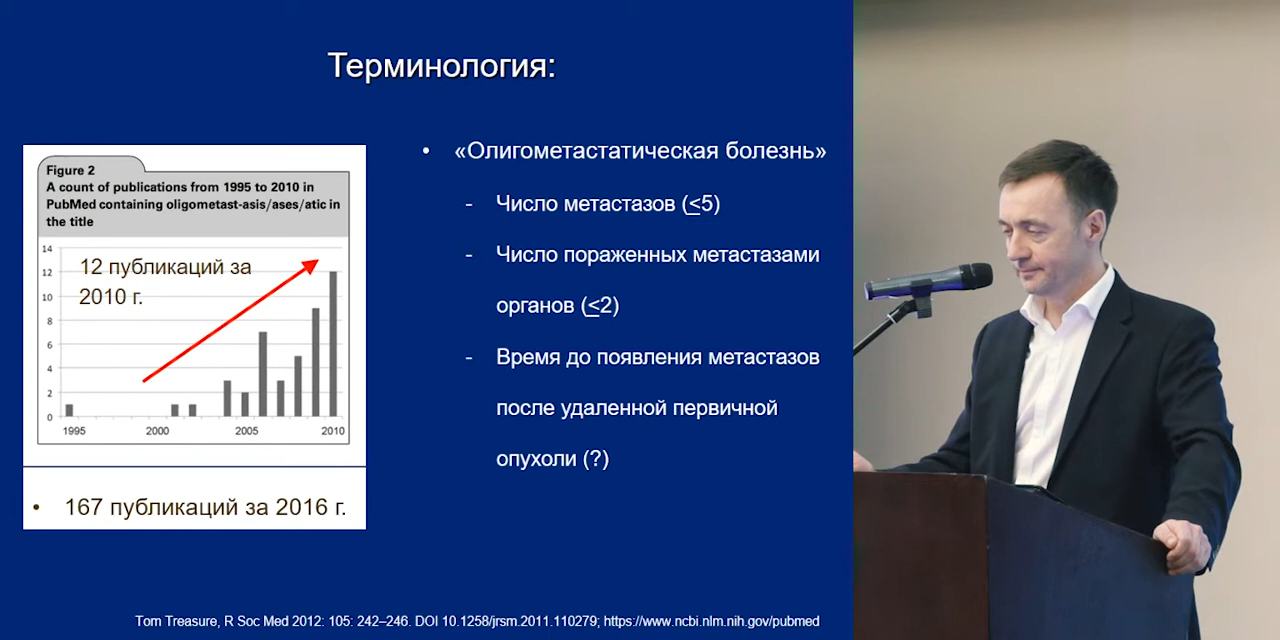 Терминология:
Figure 2
A count of publications from 1995 to 2010 in
PubMed containing oligometast-asis/ases/atic in
the title
14
12
10
8
6
4
2
0
1995
2000
2005
2010
12 публикаций за
2010 г.
• 167 публикаций за 2016 г.
• «Олигометастатическая болезнь»
- Число метастазов (<5)
- Число пораженных метастазами
органов (<2)
- Время до появления метастазов
после удаленной первичной
опухоли (?)
Tom Treasure, R Soc Med 2012: 105: 242–246. DOI 10.1258/jrsm.2011.110279; https://www.ncbi.nlm.nih.gov/pubmed